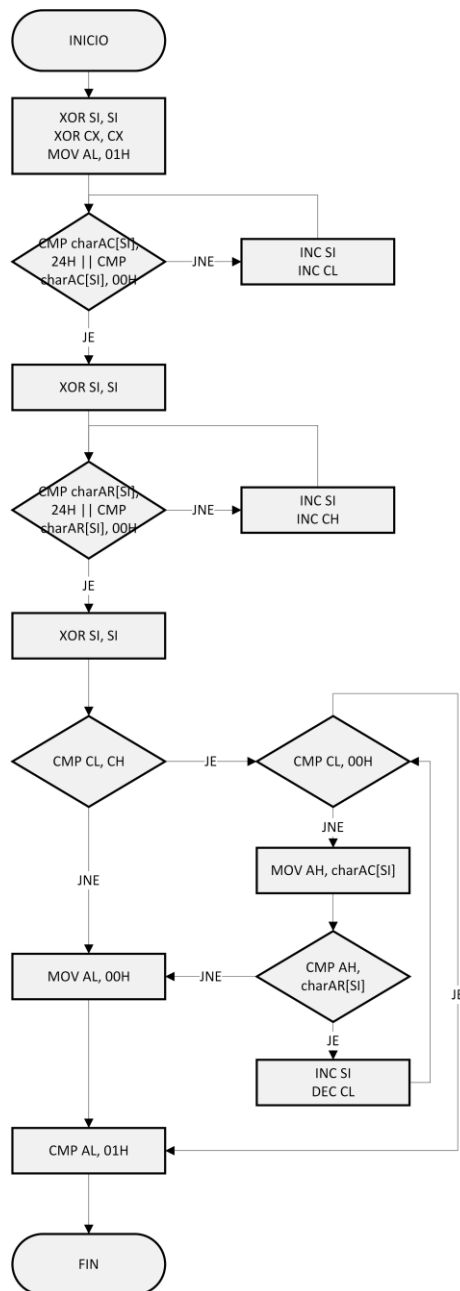 INICIO
XOR SI, SI
XOR CX, CX
MOV AL, 01H
CMP charAC[SI],
24H || CMP
charAC[SI], 00H
JNE
INC SI
INC CL
JE
XOR SI, SI
CMP charAR[SI],
24H || CMP
charAR[SI], 00H
JNE
INC SI
INC CH
JE
XOR SI, SI
CMP CL, CH
JE
CMP CL, 00H
JNE
MOV AH, charAC[SI]
JNE
CMP AH,
charAR[SI]
JNE
MOV AL, 00H
JE
JE
INC SI
DEC CL
CMP AL, 01H
FIN